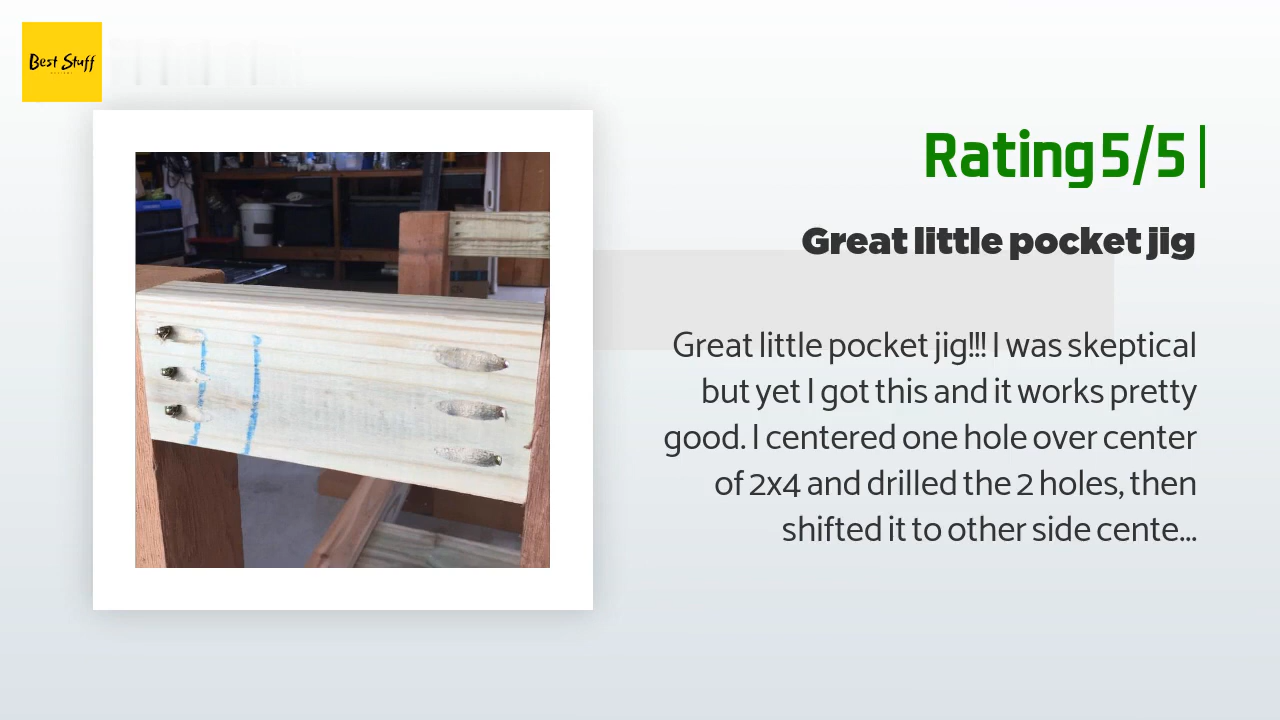 Best Stuff
Rating 5/5
Great little pocket jig
Great little pocket jig!!! I was skeptical
but yet I got this and it works pretty
good. I centered one hole over center
of 2x4 and drilled the 2 holes, then
shifted it to other side cente...